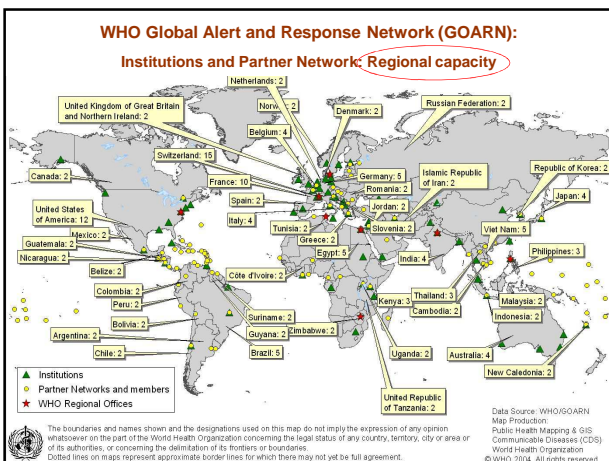 WHO Global Alert and Response Network (GOARN):
Institutions and Partner Network: Regional capacity
Netherlands: 2
Norway: 2
United Kingdom of Great Britain
and Northern Ireland: 2
Denmark: 2
Russian Federation: 2
Belgium: 4
Switzerland: 15
Germany: 5
Islamic Republic
of Iran: 2
Republic of Korea: 2
Canada: 2
France: 10
Romania: 2
Japan: 4
Spain: 2
Jordan: 2
United States
of America: 12
Italy: 4
Slovenia: 2
Viet Nam: 5
Tunisia: 2
Mexico: 2
Greece: 2
Guatemala: 2
Egypt: 5
India: 4
Philippines: 3
Nicaragua: 2
Belize: 2
Côte d'Ivoire: 2
Colombia: 2
Kenya: 3
Thailand: 3
Malaysia: 2
Peru: 2
Suriname: 2
Cambodia: 2
Indonesia: 2
Bolivia: 2
Guyana: 2
Zimbabwe: 2
Argentina: 2
Brazil: 5
Uganda: 2
Australia: 4
Chile: 2
New Caledonia: 2
United Republic
of Tanzania: 2
Institutions
Partner Networks and members
WHO Regional Offices
The boundaries and names shown and the designations used on this map do not imply the expression of any opinion
whatsoever on the part of the World Health Organization concerning the legal status of any country, territory, city or area or
of its authorities, or concerning the delimitation of its frontiers or boundaries.
Dotted lines on maps represent approximate border lines for which there may not yet be full agreement.
Data Source: WHO/GOARN
Map Production:
Public Health Mapping & GIS
Communicable Diseases (CDS)
World Health Organization
© WHO 2004. All rights reserved